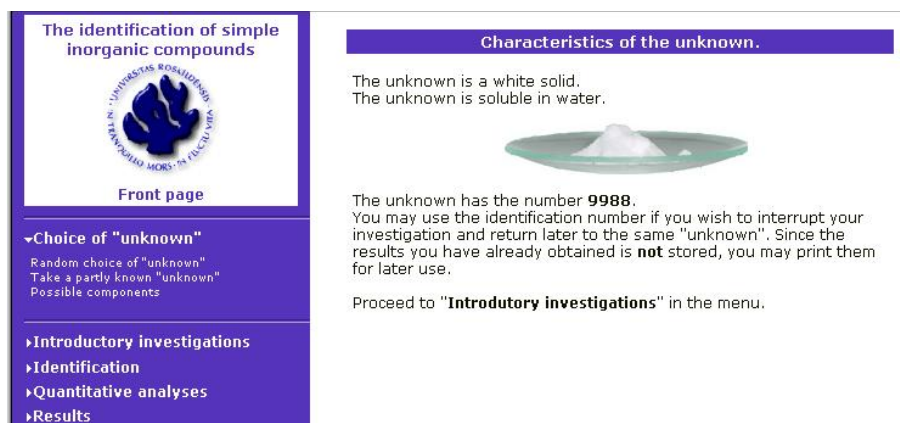 The identification of simple
inorganic compounds
UNIVERSITAS ROSKILDENSIS
IN TRANQUILLO MORS · IN FLUCTU VITA
Front page
Choice of "unknown"
Random choice of "unknown"
Take a partly known "unknown"
Possible components
Introductory investigations
Identification
Quantitative analyses
Results
Characteristics of the unknown.
The unknown is a white solid.
The unknown is soluble in water.
The unknown has the number 9988.
You may use the identification number if you wish to interrupt your
investigation and return later to the same "unknown". Since the
results you have already obtained is not stored, you may print them
for later use.
Proceed to "Introdutory investigations" in the menu.